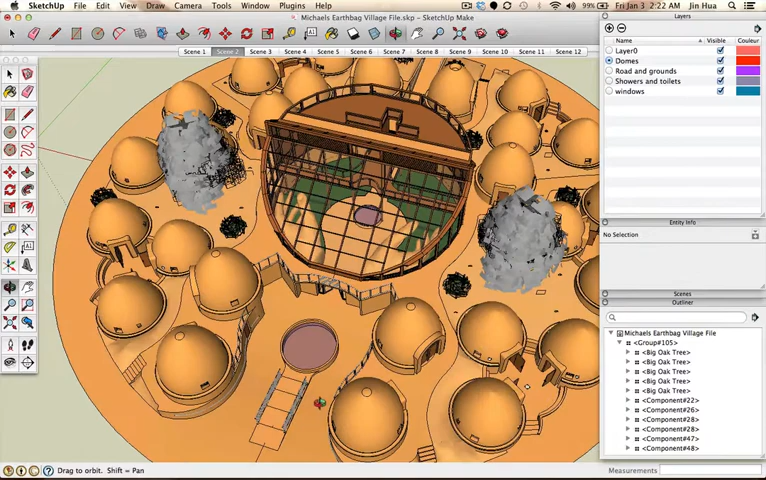 SketchUp File Edit View Draw Camera Tools Window Plugins Help 99% Fri Jan 3 2:22 AM Jin Hua
Michaels Earthbag Village File.skp - SketchUp Make
Scene 1 Scene 2 Scene 3 Scene 4 Scene 5 Scene 6 Scene 7 Scene 8 Scene 9 Scene 10 Scene 11 Scene 12
Layers
Name Visible Couleur
Layer0
Domes
Road and grounds
Showers and toilets
windows
Entity Info
No Selection
Scenes
Outliner
Michaels Earthbag Village File
<Group#105>
<Big Oak Tree>
<Big Oak Tree>
<Big Oak Tree>
<Big Oak Tree>
<Big Oak Tree>
<Component#22>
<Component#26>
<Component#28>
<Component#28>
<Component#47>
<Component#48>
Drag to orbit. Shift = Pan
Measurements